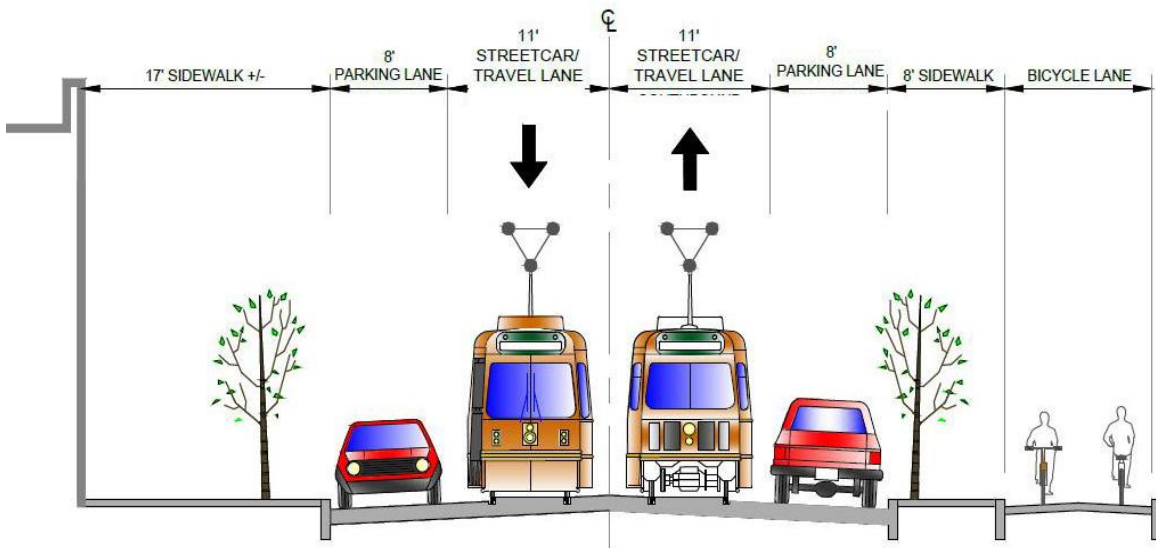 ℄
17' SIDEWALK +/-
8'
PARKING LANE
11'
STREETCAR/
TRAVEL LANE
11'
STREETCAR/
TRAVEL LANE
8'
PARKING LANE
8' SIDEWALK
BICYCLE LANE